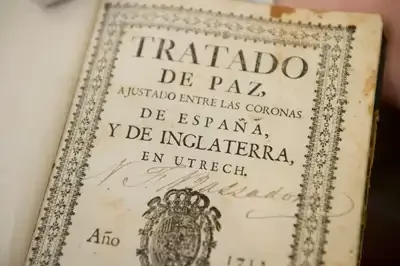 TRATADO
DE PAZ,
AJUSTADO ENTRE LAS CORONAS
DE ESPAÑA,
Y DE INGLATERRA,
EN UTRECH.
Año